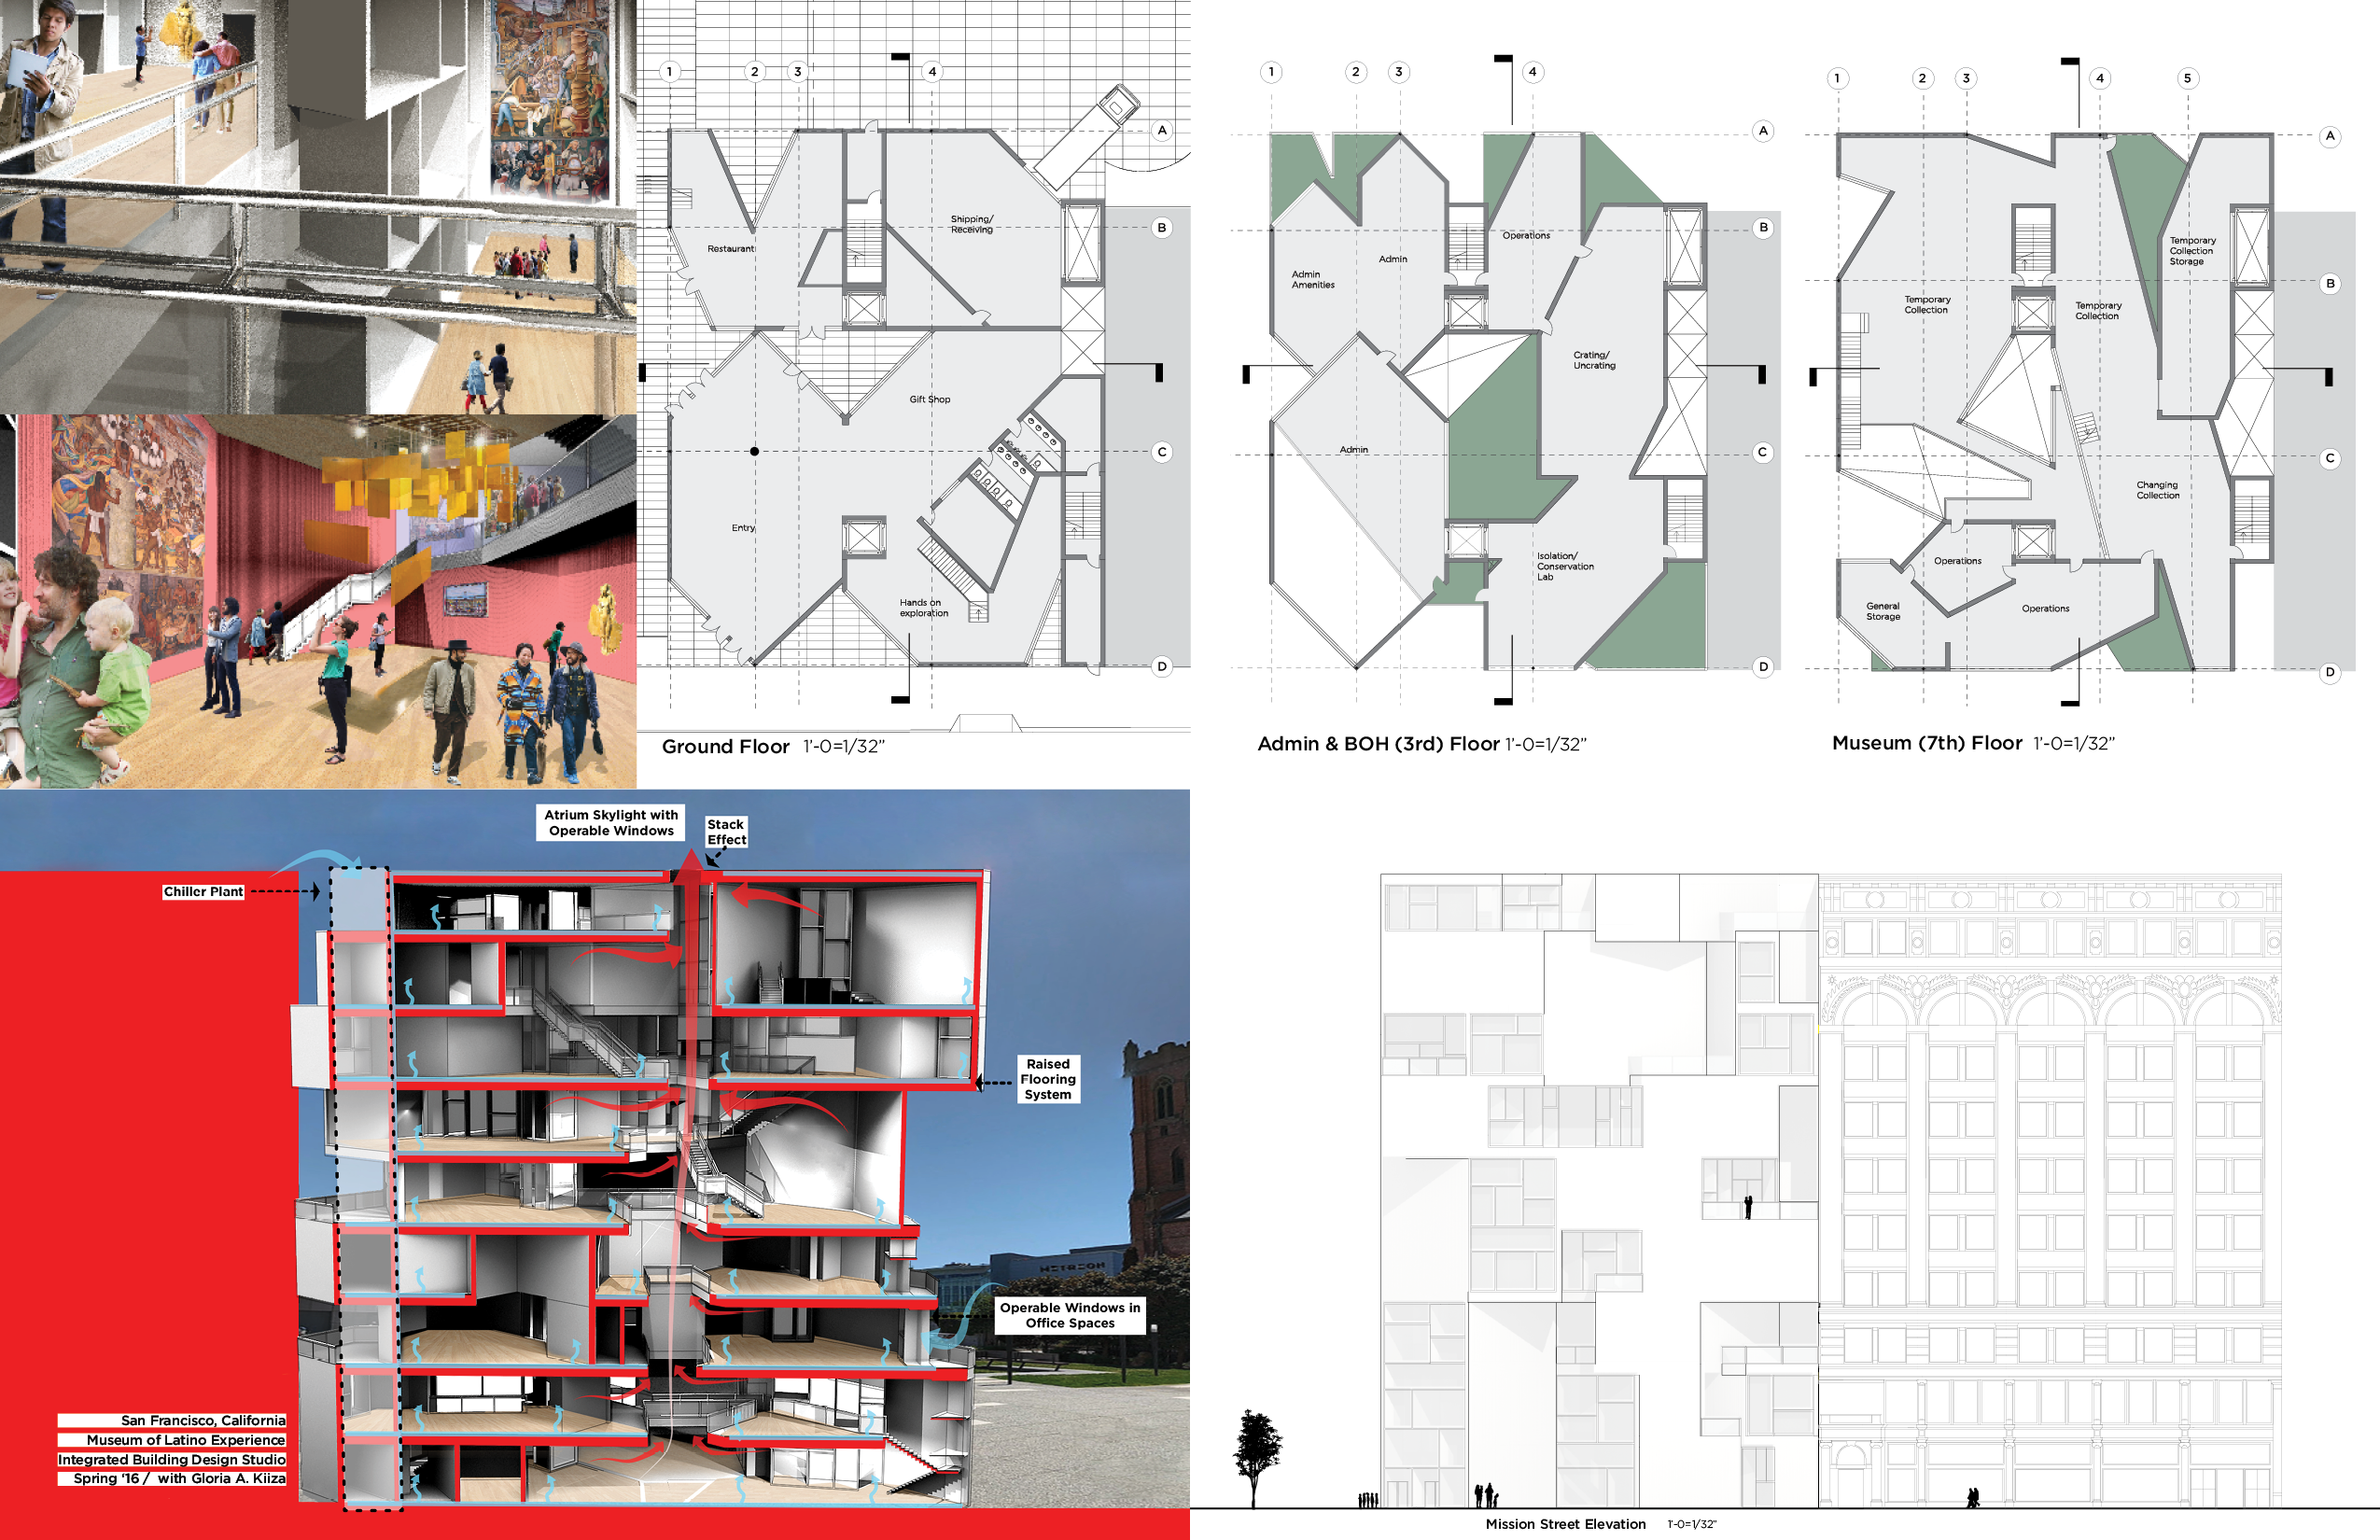 1
2
3
4
A
B
C
D
Restaurant
Shipping/
Receiving
Gift Shop
Entry
Hands on
exploration
Ground Floor 1'-0=1/32”
1
2
3
4
A
B
C
D
Admin
Amenities
Admin
Operations
Crating/
Uncrating
Admin
Isolation/
Conservation
Lab
Admin & BOH (3rd) Floor 1'-0=1/32”
1
2
3
4
5
A
B
C
D
Temporary
Collection
Storage
Temporary
Collection
Temporary
Collection
Changing
Collection
Operations
General
Storage
Operations
Museum (7th) Floor 1'-0=1/32”
Atrium Skylight with
Operable Windows
Stack
Effect
Chiller Plant
Raised
Flooring
System
METREON
Operable Windows in
Office Spaces
San Francisco, California
Museum of Latino Experience
Integrated Building Design Studio
Spring ‘16 / with Gloria A. Kiiza
Mission Street Elevation 1'-0=1/32”